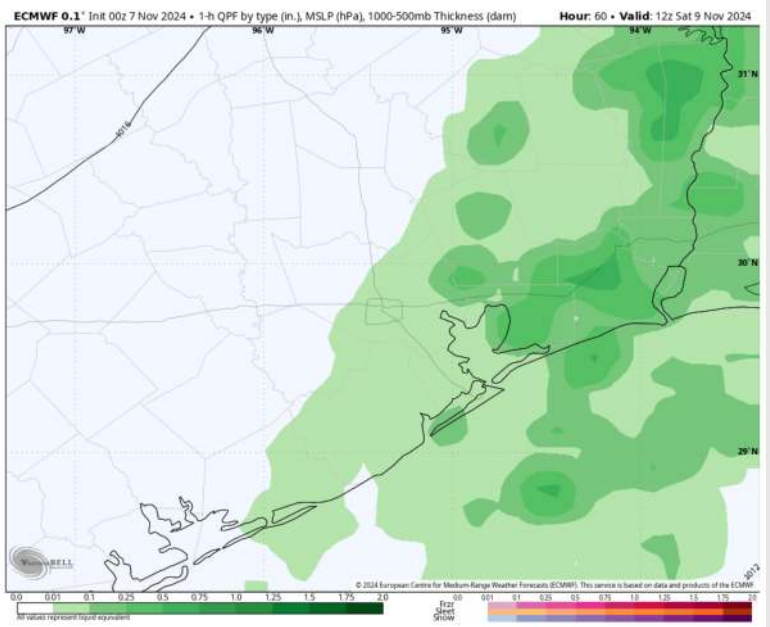 ECMWF 0.1° Init 00z 7 Nov 2024 • 1-h QPF by type (in.), MSLP (hPa), 1000-500mb Thickness (dam)
Hour: 60 • Valid: 12z Sat 9 Nov 2024
97°W 96°W 95°W 94°W
31°N
1016
30°N
29°N
1012
WeatherBELL
© 2024 European Centre for Medium-Range Weather Forecasts (ECMWF). This service is based on data and products of the ECMWF
0.0 0.01 0.1 0.25 0.5 0.75 1.0 1.25 1.5 1.75 2.0
All values represent liquid equivalent
0.0 0.01 0.1 0.25 0.5 0.75 1.0 1.25 1.5 1.75 2.0
Frzr
Sleet
Snow